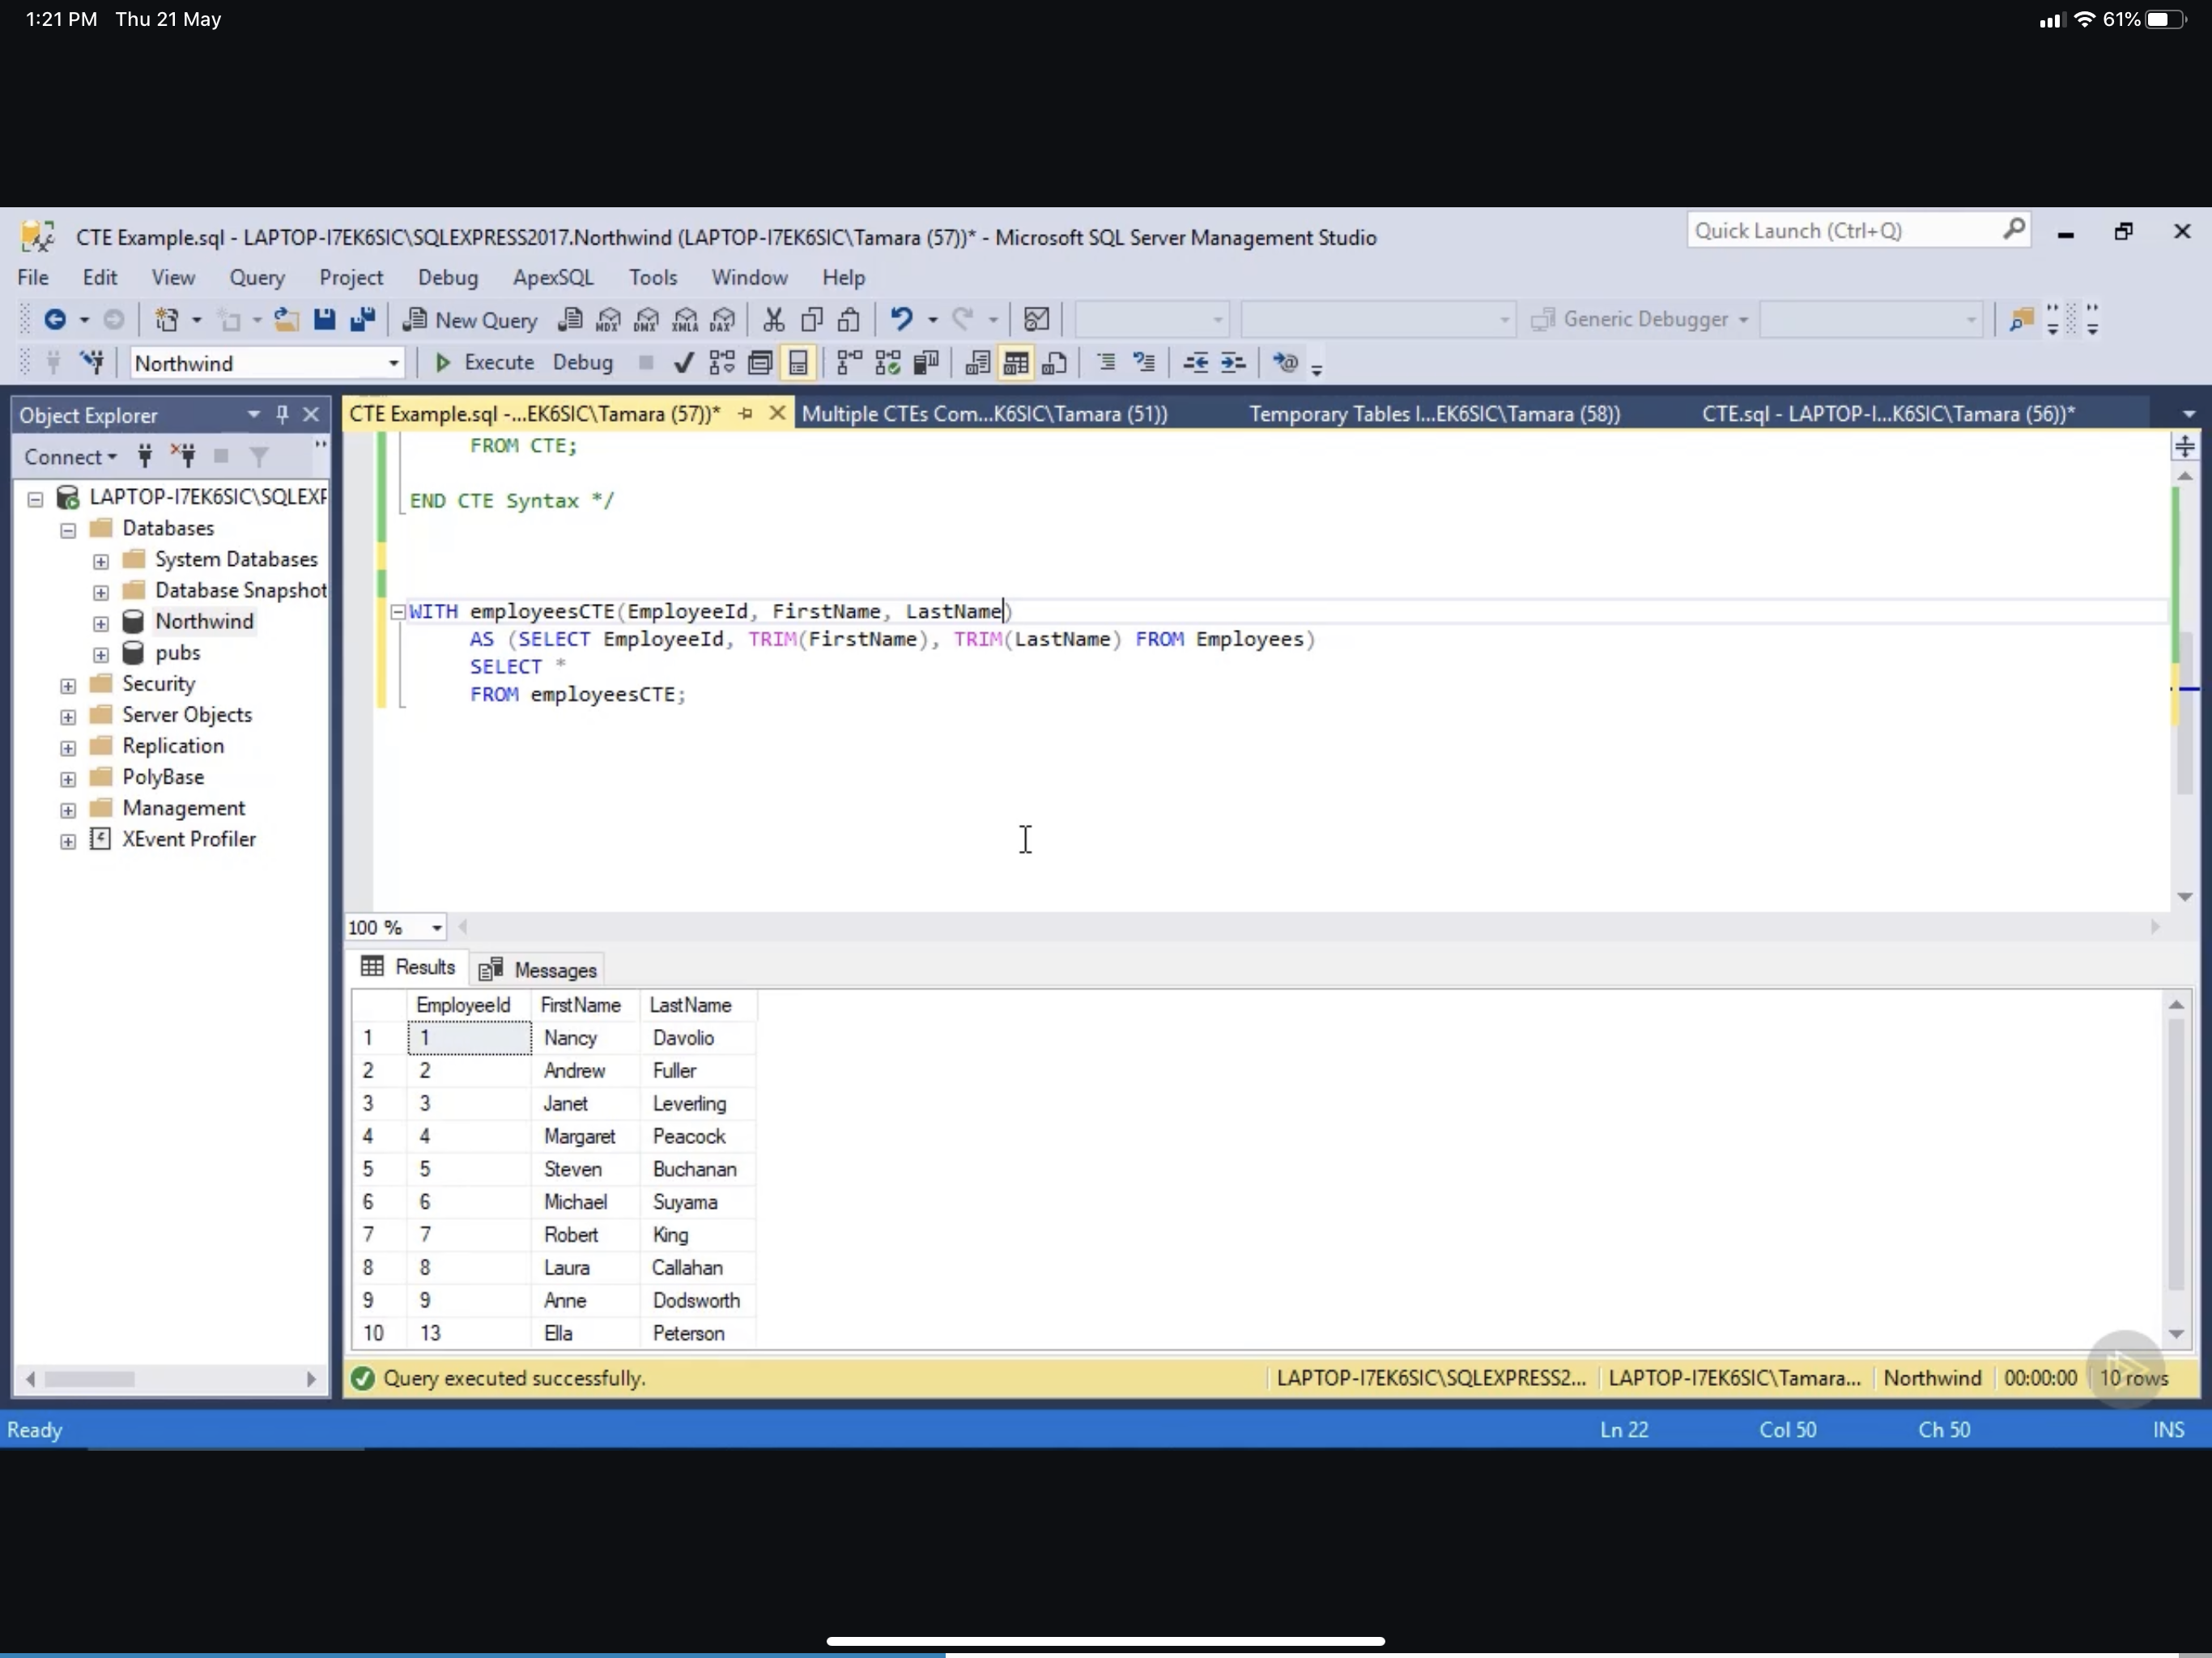 1:21 PM Thu 21 May
61%
CTE Example.sql - LAPTOP-I7EK6SIC\SQLEXPRESS2017.Northwind (LAPTOP-I7EK6SIC\Tamara (57))* - Microsoft SQL Server Management Studio
Quick Launch (Ctrl+Q)
File Edit View Query Project Debug ApexSQL Tools Window Help
New Query MDX DMX XMLA DAX Generic Debugger
Northwind Execute Debug
Object Explorer
CTE Example.sql -...EK6SIC\Tamara (57))* Multiple CTEs Com...K6SIC\Tamara (51)) Temporary Tables I...EK6SIC\Tamara (58)) CTE.sql - LAPTOP-I...K6SIC\Tamara (56))*
Connect
LAPTOP-I7EK6SIC\SQLEXP
Databases
System Databases
Database Snapshot
Northwind
pubs
Security
Server Objects
Replication
PolyBase
Management
XEvent Profiler
FROM CTE;
END CTE Syntax */
WITH employeesCTE(EmployeeId, FirstName, LastName)
AS (SELECT EmployeeId, TRIM(FirstName), TRIM(LastName) FROM Employees)
SELECT *
FROM employeesCTE;
100 %
Results Messages
EmployeeId FirstName LastName
1 1 Nancy Davolio
2 2 Andrew Fuller
3 3 Janet Leverling
4 4 Margaret Peacock
5 5 Steven Buchanan
6 6 Michael Suyama
7 7 Robert King
8 8 Laura Callahan
9 9 Anne Dodsworth
10 13 Ella Peterson
Query executed successfully. LAPTOP-I7EK6SIC\SQLEXPRESS2... LAPTOP-I7EK6SIC\Tamara... Northwind 00:00:00 10 rows
Ready Ln 22 Col 50 Ch 50 INS